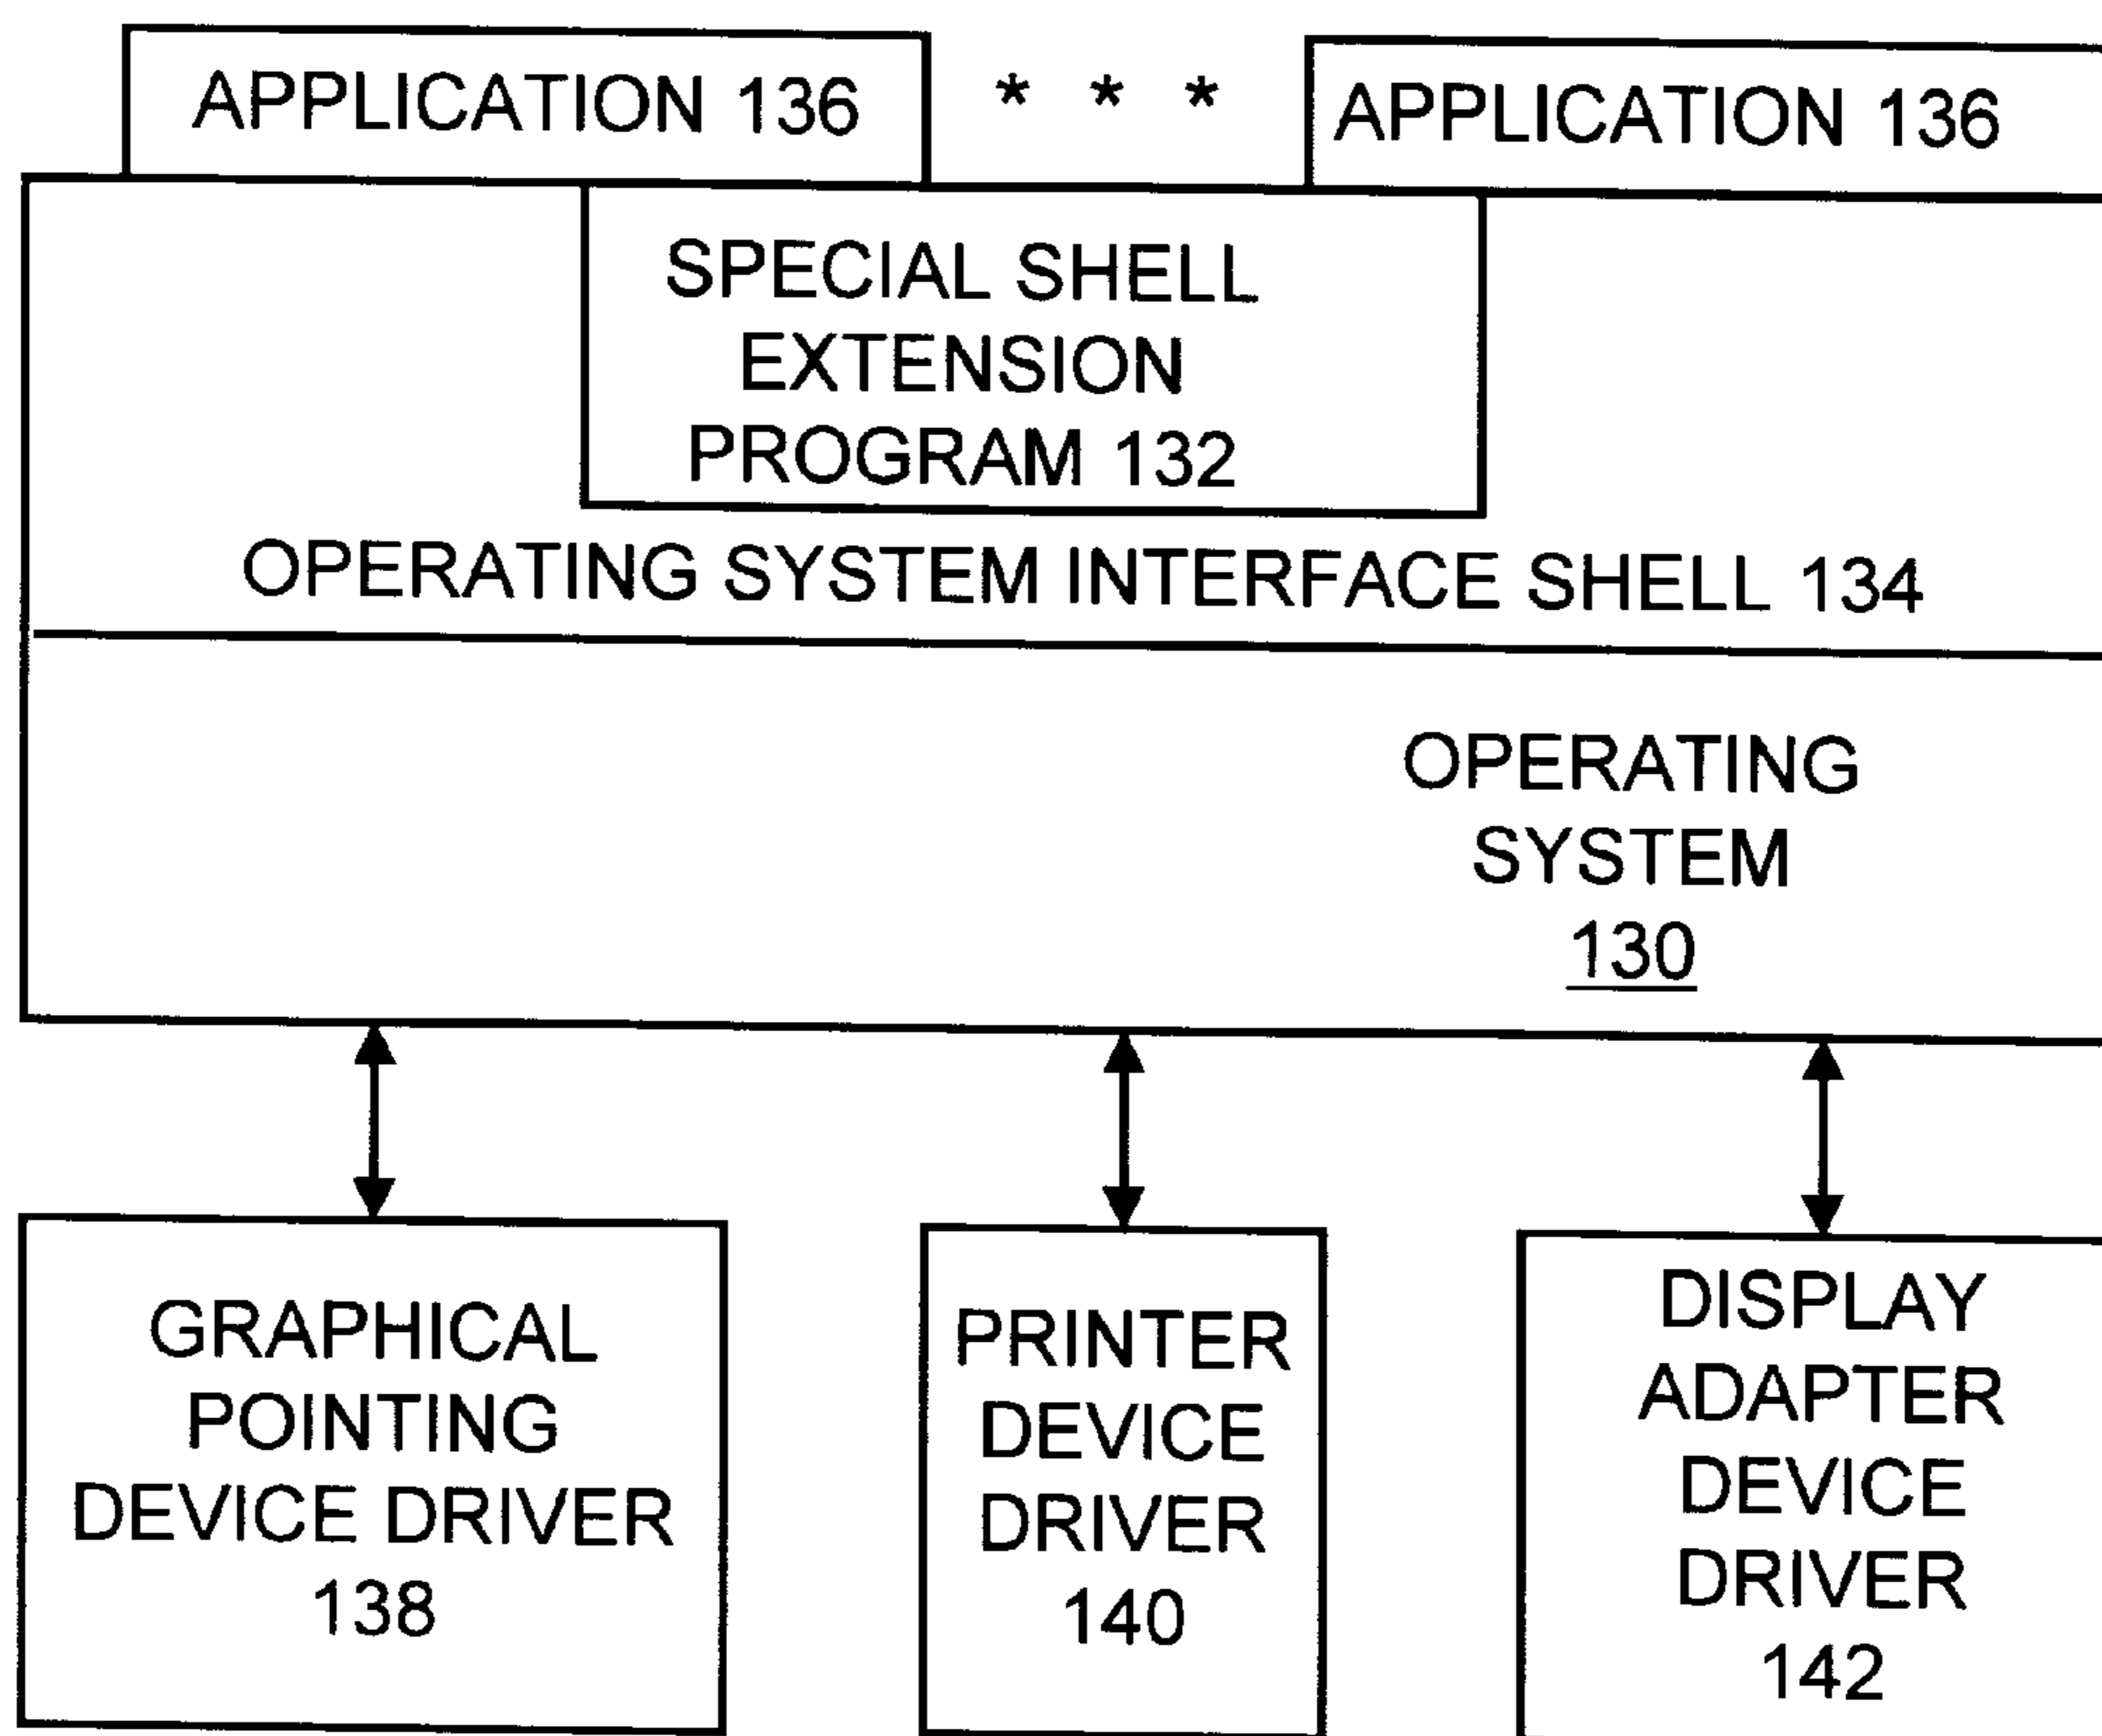 APPLICATION 136 * * * APPLICATION 136
SPECIAL SHELL
EXTENSION
PROGRAM 132
OPERATING SYSTEM INTERFACE SHELL 134
OPERATING
SYSTEM
130
GRAPHICAL
POINTING
DEVICE DRIVER
138
PRINTER
DEVICE
DRIVER
140
DISPLAY
ADAPTER
DEVICE
DRIVER
142